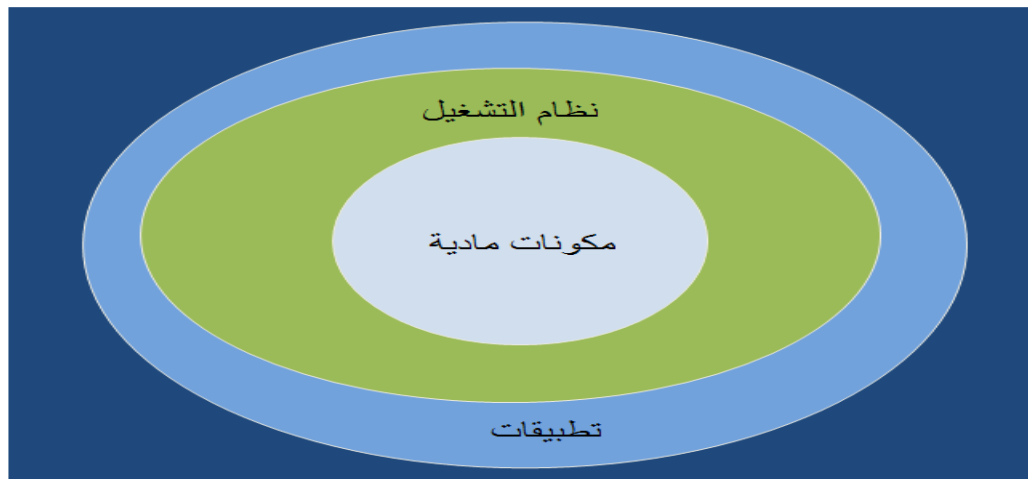 نظام التشغيل
مكونات مادية
تطبيقات